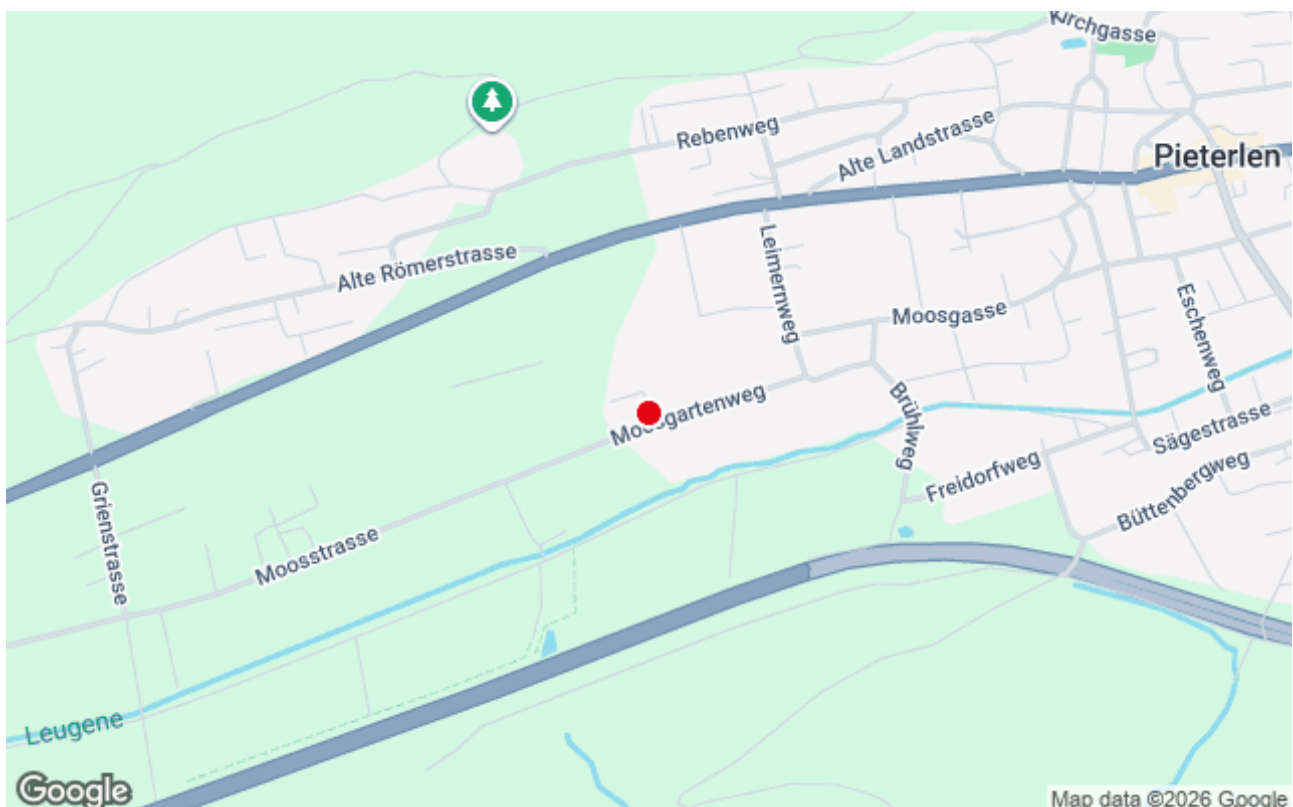 Kirchgasse
Rebenweg
Alte Landstrasse
Pieterlen
Alte Römerstrasse
Leimernweg
Moosgasse
Eschenweg
Moosgartenweg
Brühlweg
Sägestrasse
Freidorfweg
Büttenbergweg
Grienstrasse
Moosstrasse
Leugene
Google
Map data ©2026 Google